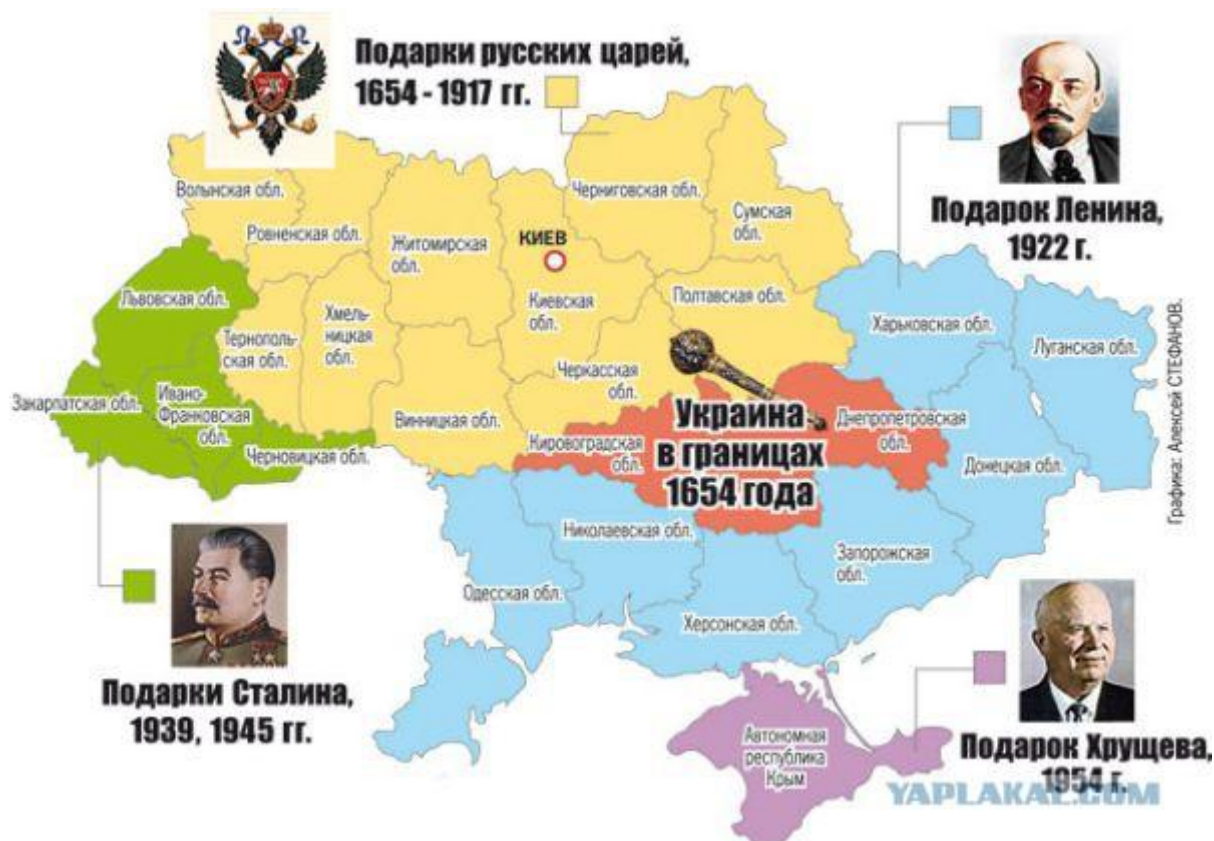 Подарки русских царей,
1654 - 1917 гг.
Подарок Ленина,
1922 г.
Волынская обл.
Ровненская обл.
Житомирская
обл.
КИЕВ
Киевская
обл.
Черниговская обл.
Сумская
обл.
Львовская обл.
Тернополь-
ская обл.
Хмель-
ницкая
обл.
Винницкая обл.
Черкасская
обл.
Полтавская обл.
Харьковская обл.
Луганская обл.
Закарпатская обл.
Ивано-
Франковская
обл.
Черновицкая обл.
Кировоградская
обл.
Украина
в границах
1654 года
Днепропетровская
обл.
Донецкая обл.
Николаевская обл.
Запорожская
обл.
Одесская обл.
Херсонская обл.
Автономная
республика
Крым
Подарки Сталина,
1939, 1945 гг.
Подарок Хрущева,
1954 г.
Графика: Алексей СТЕФАНОВ.
YAPLAKAL.COM